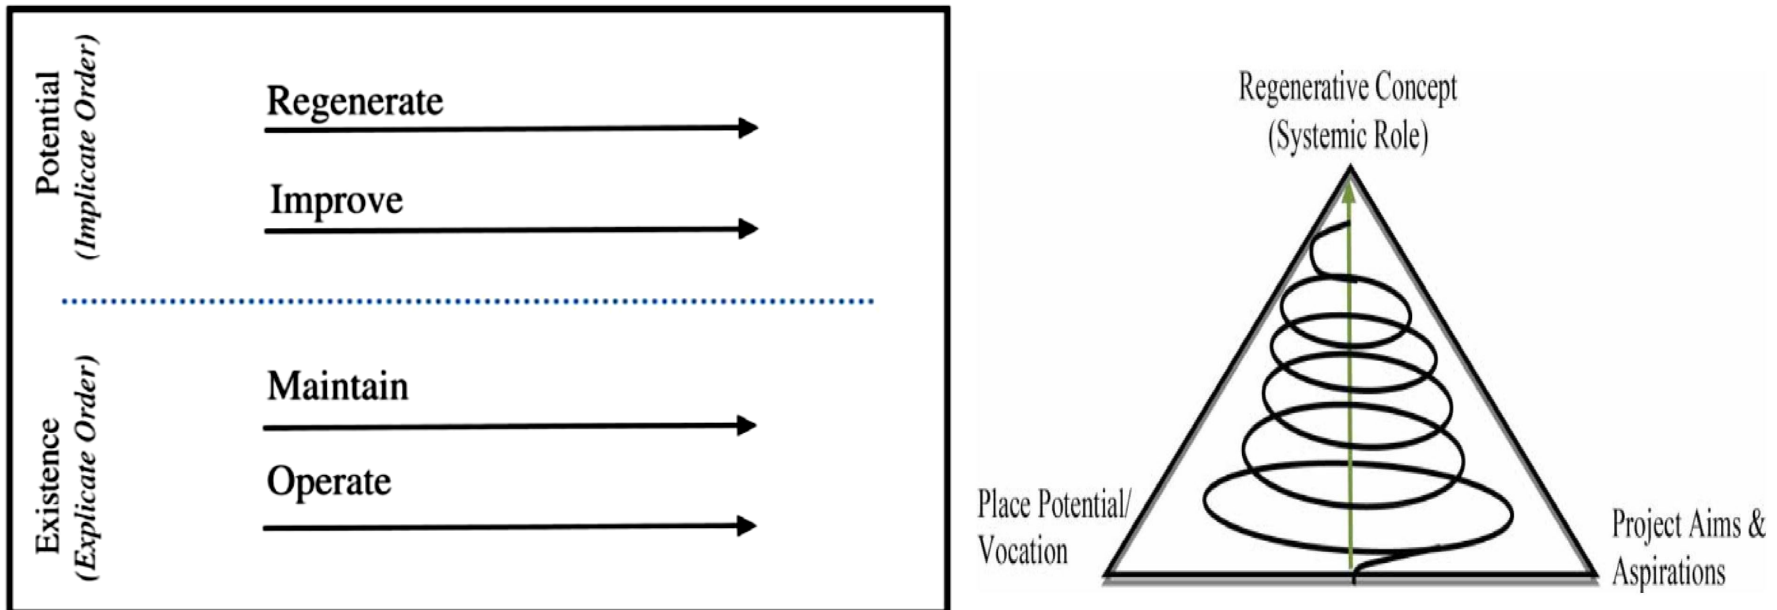 Potential
(Implicate Order)
Regenerate
Improve
Existence
(Explicate Order)
Maintain
Operate
Regenerative Concept
(Systemic Role)
Place Potential/
Vocation
Project Aims &
Aspirations